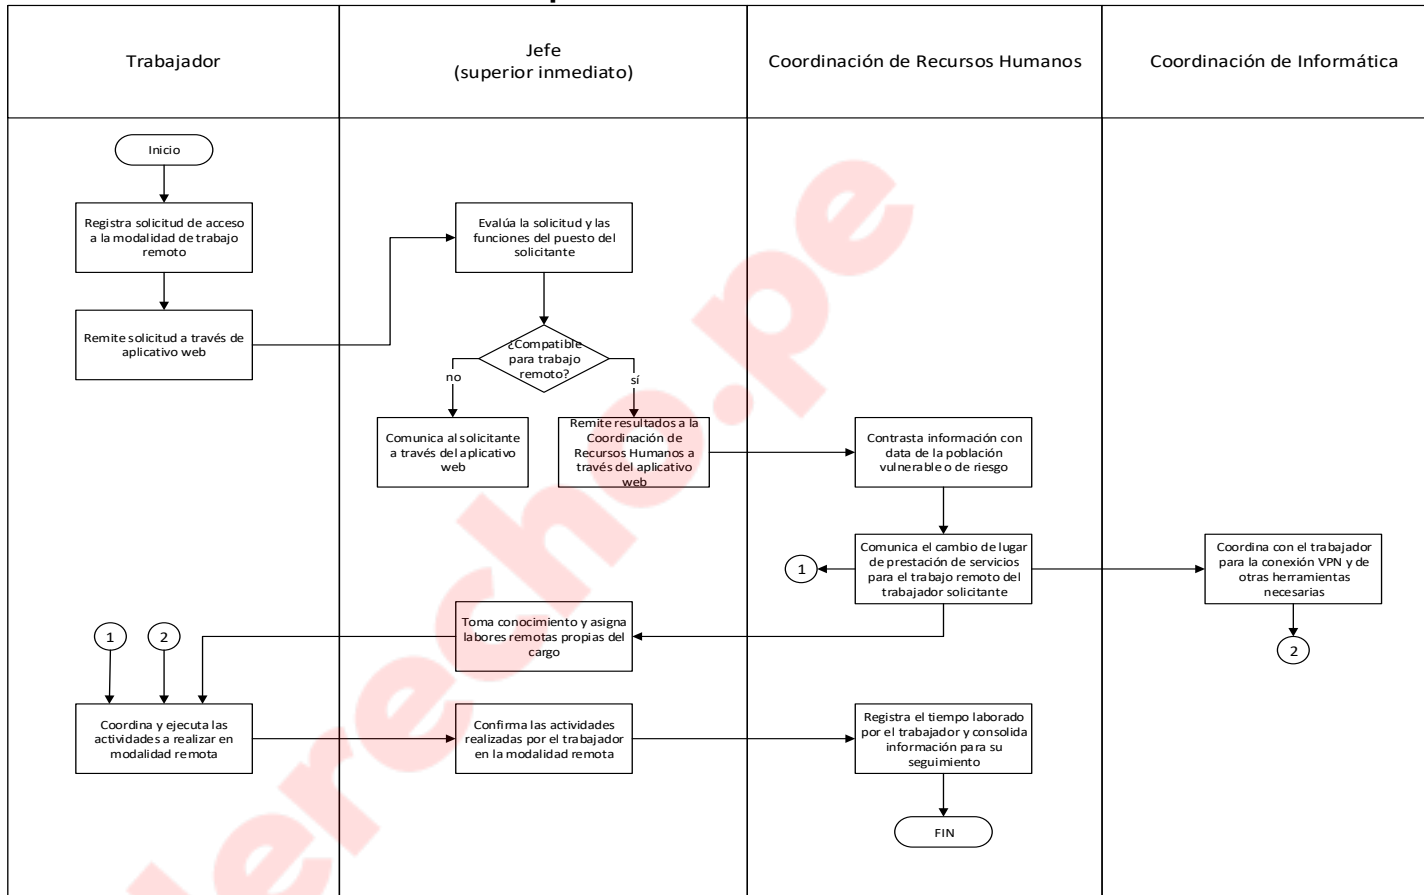 Trabajador
Jefe
(superior inmediato)
Coordinación de Recursos Humanos
Coordinación de Informática
Inicio
Registra solicitud de acceso
a la modalidad de trabajo
remoto
Evalúa la solicitud y las
funciones del puesto del
solicitante
Remite solicitud a través de
aplicativo web
¿Compatible
para trabajo
remoto?
no
sí
Comunica al solicitante
a través del aplicativo
web
Remite resultados a la
Coordinación de
Recursos Humanos a
través del aplicativo
web
Contrasta información con
data de la población
vulnerable o de riesgo
1
Comunica el cambio de lugar
de prestación de servicios
para el trabajo remoto del
trabajador solicitante
Coordina con el trabajador
para la conexión VPN y de
otras herramientas
necesarias
1
2
Toma conocimiento y asigna
labores remotas propias del
cargo
2
Coordina y ejecuta las
actividades a realizar en
modalidad remota
Confirma las actividades
realizadas por el trabajador
en la modalidad remota
Registra el tiempo laborado
por el trabajador y consolida
información para su
seguimiento
FIN
derecho.pe